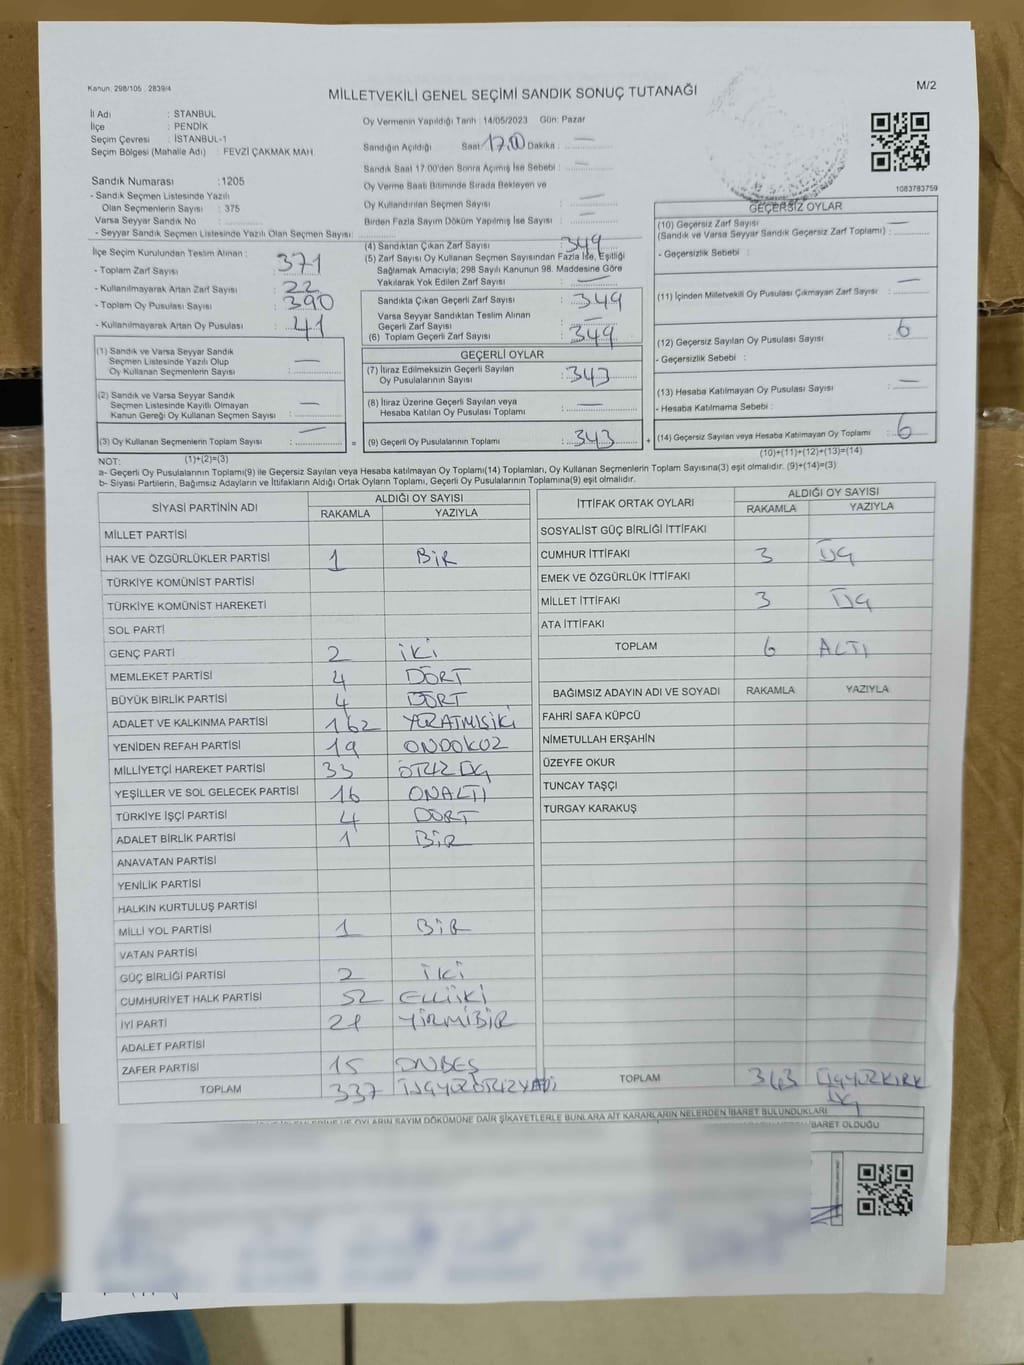 Kanun: 298/105 , 2839/4
MİLLETVEKİLİ GENEL SEÇİMİ SANDIK SONUÇ TUTANAĞI
M/2
İl Adı : STANBUL
İlçe : PENDİK
Seçim Çevresi : İSTANBUL-1
Seçim Bölgesi (Mahalle Adı) : FEVZİ ÇAKMAK MAH.
Sandık Numarası :1205
- Sandık Seçmen Listesinde Yazılı
Olan Seçmenlerin Sayısı : 375
Varsa Seyyar Sandık No :
- Seyyar Sandık Seçmen Listesinde Yazılı Olan Seçmen Sayısı:
Oy Vermenin Yapıldığı Tarih : 14/05/2023 Gün: Pazar
Sandığın Açıldığı Saat 17.00 Dakika : —
Sandık Saat 17.00'den Sonra Açılmış İse Sebebi : —
Oy Verme Saati Bitiminde Sırada Bekleyen ve
Oy Kullandırılan Seçmen Sayısı : —
Birden Fazla Sayım Döküm Yapılmış İse Sayısı : —
1083783759
İlçe Seçim Kurulundan Teslim Alınan :
- Toplam Zarf Sayısı : 371
- Kullanılmayarak Artan Zarf Sayısı : 22
- Toplam Oy Pusulası Sayısı : 390
- Kullanılmayarak Artan Oy Pusulası : 41
(1) Sandık ve Varsa Seyyar Sandık
Seçmen Listesinde Yazılı Olup
Oy Kullanan Seçmenlerin Sayısı : —
(2) Sandık ve Varsa Seyyar Sandık
Seçmen Listesinde Kayıtlı Olmayan
Kanun Gereği Oy Kullanan Seçmen Sayısı : —
(3) Oy Kullanan Seçmenlerin Toplam Sayısı : —
(4) Sandıktan Çıkan Zarf Sayısı : 349
(5) Zarf Sayısı Oy Kullanan Seçmen Sayısından Fazla İse, Eşitliği
Sağlamak Amacıyla; 298 Sayılı Kanunun 98. Maddesine Göre
Yakılarak Yok Edilen Zarf Sayısı : —
Sandıkta Çıkan Geçerli Zarf Sayısı : 349
Varsa Seyyar Sandıktan Teslim Alınan
Geçerli Zarf Sayısı : —
(6) Toplam Geçerli Zarf Sayısı : 349
GEÇERLİ OYLAR
(7) İtiraz Edilmeksizin Geçerli Sayılan
Oy Pusulalarının Sayısı : 343
(8) İtiraz Üzerine Geçerli Sayılan veya
Hesaba Katılan Oy Pusulası Toplamı : —
= (9) Geçerli Oy Pusulalarının Toplamı : 343 +
GEÇERSİZ OYLAR
(10) Geçersiz Zarf Sayısı
(Sandık ve Varsa Seyyar Sandık Geçersiz Zarf Toplamı) : —
- Geçersizlik Sebebi :
(11) İçinden Milletvekili Oy Pusulası Çıkmayan Zarf Sayısı : —
(12) Geçersiz Sayılan Oy Pusulası Sayısı : 6
- Geçersizlik Sebebi :
(13) Hesaba Katılmayan Oy Pusulası Sayısı : —
- Hesaba Katılmama Sebebi :
(14) Geçersiz Sayılan veya Hesaba Katılmayan Oy Toplamı : 6
NOT: (1)+(2)=(3)
(10)+(11)+(12)+(13)=(14)
a- Geçerli Oy Pusulalarının Toplamı(9) ile Geçersiz Sayılan veya Hesaba katılmayan Oy Toplamı(14) Toplamları, Oy Kullanan Seçmenlerin Toplam Sayısına(3) eşit olmalıdır. (9)+(14)=(3)
b- Siyasi Partilerin, Bağımsız Adayların ve İttifakların Aldığı Ortak Oyların Toplamı, Geçerli Oy Pusulalarının Toplamına(9) eşit olmalıdır.
SİYASİ PARTİNİN ADI ALDIĞI OY SAYISI
RAKAMLA YAZIYLA
MİLLET PARTİSİ
HAK VE ÖZGÜRLÜKLER PARTİSİ 1 BİR
TÜRKİYE KOMÜNİST PARTİSİ
TÜRKİYE KOMÜNİST HAREKETİ
SOL PARTİ
GENÇ PARTİ 2 İKİ
MEMLEKET PARTİSİ 4 DÖRT
BÜYÜK BİRLİK PARTİSİ 4 DÖRT
ADALET VE KALKINMA PARTİSİ 162 YÜZATMIŞİKİ
YENİDEN REFAH PARTİSİ 19 ONDOKUZ
MİLLİYETÇİ HAREKET PARTİSİ 33 OTUZ ÜÇ
YEŞİLLER VE SOL GELECEK PARTİSİ 16 ONALTI
TÜRKİYE İŞÇİ PARTİSİ 4 DÖRT
ADALET BİRLİK PARTİSİ 1 BİR
ANAVATAN PARTİSİ
YENİLİK PARTİSİ
HALKIN KURTULUŞ PARTİSİ
MİLLİ YOL PARTİSİ 1 BİR
VATAN PARTİSİ
GÜÇ BİRLİĞİ PARTİSİ 2 İKİ
CUMHURİYET HALK PARTİSİ 52 ELLİİKİ
İYİ PARTİ 21 YİRMİBİR
ADALET PARTİSİ
ZAFER PARTİSİ 15 ONBEŞ
TOPLAM 337 ÜÇYÜZOTUZYEDİ
İTTİFAK ORTAK OYLARI ALDIĞI OY SAYISI
RAKAMLA YAZIYLA
SOSYALİST GÜÇ BİRLİĞİ İTTİFAKI
CUMHUR İTTİFAKI 3 ÜÇ
EMEK VE ÖZGÜRLÜK İTTİFAKI
MİLLET İTTİFAKI 3 ÜÇ
ATA İTTİFAKI
TOPLAM 6 ALTI
BAĞIMSIZ ADAYIN ADI VE SOYADI RAKAMLA YAZIYLA
FAHRİ SAFA KÜPCÜ
NİMETULLAH ERŞAHİN
ÜZEYFE OKUR
TUNCAY TAŞÇI
TURGAY KARAKUŞ
TOPLAM 343 ÜÇYÜZKIRK
ÜÇ
OYLARIN SAYIM DÖKÜMÜNE DAİR ŞİKAYETLERLE BUNLARA AİT KARARLARIN NELERDEN İBARET BULUNDUKLARI
BARET OLDUĞU